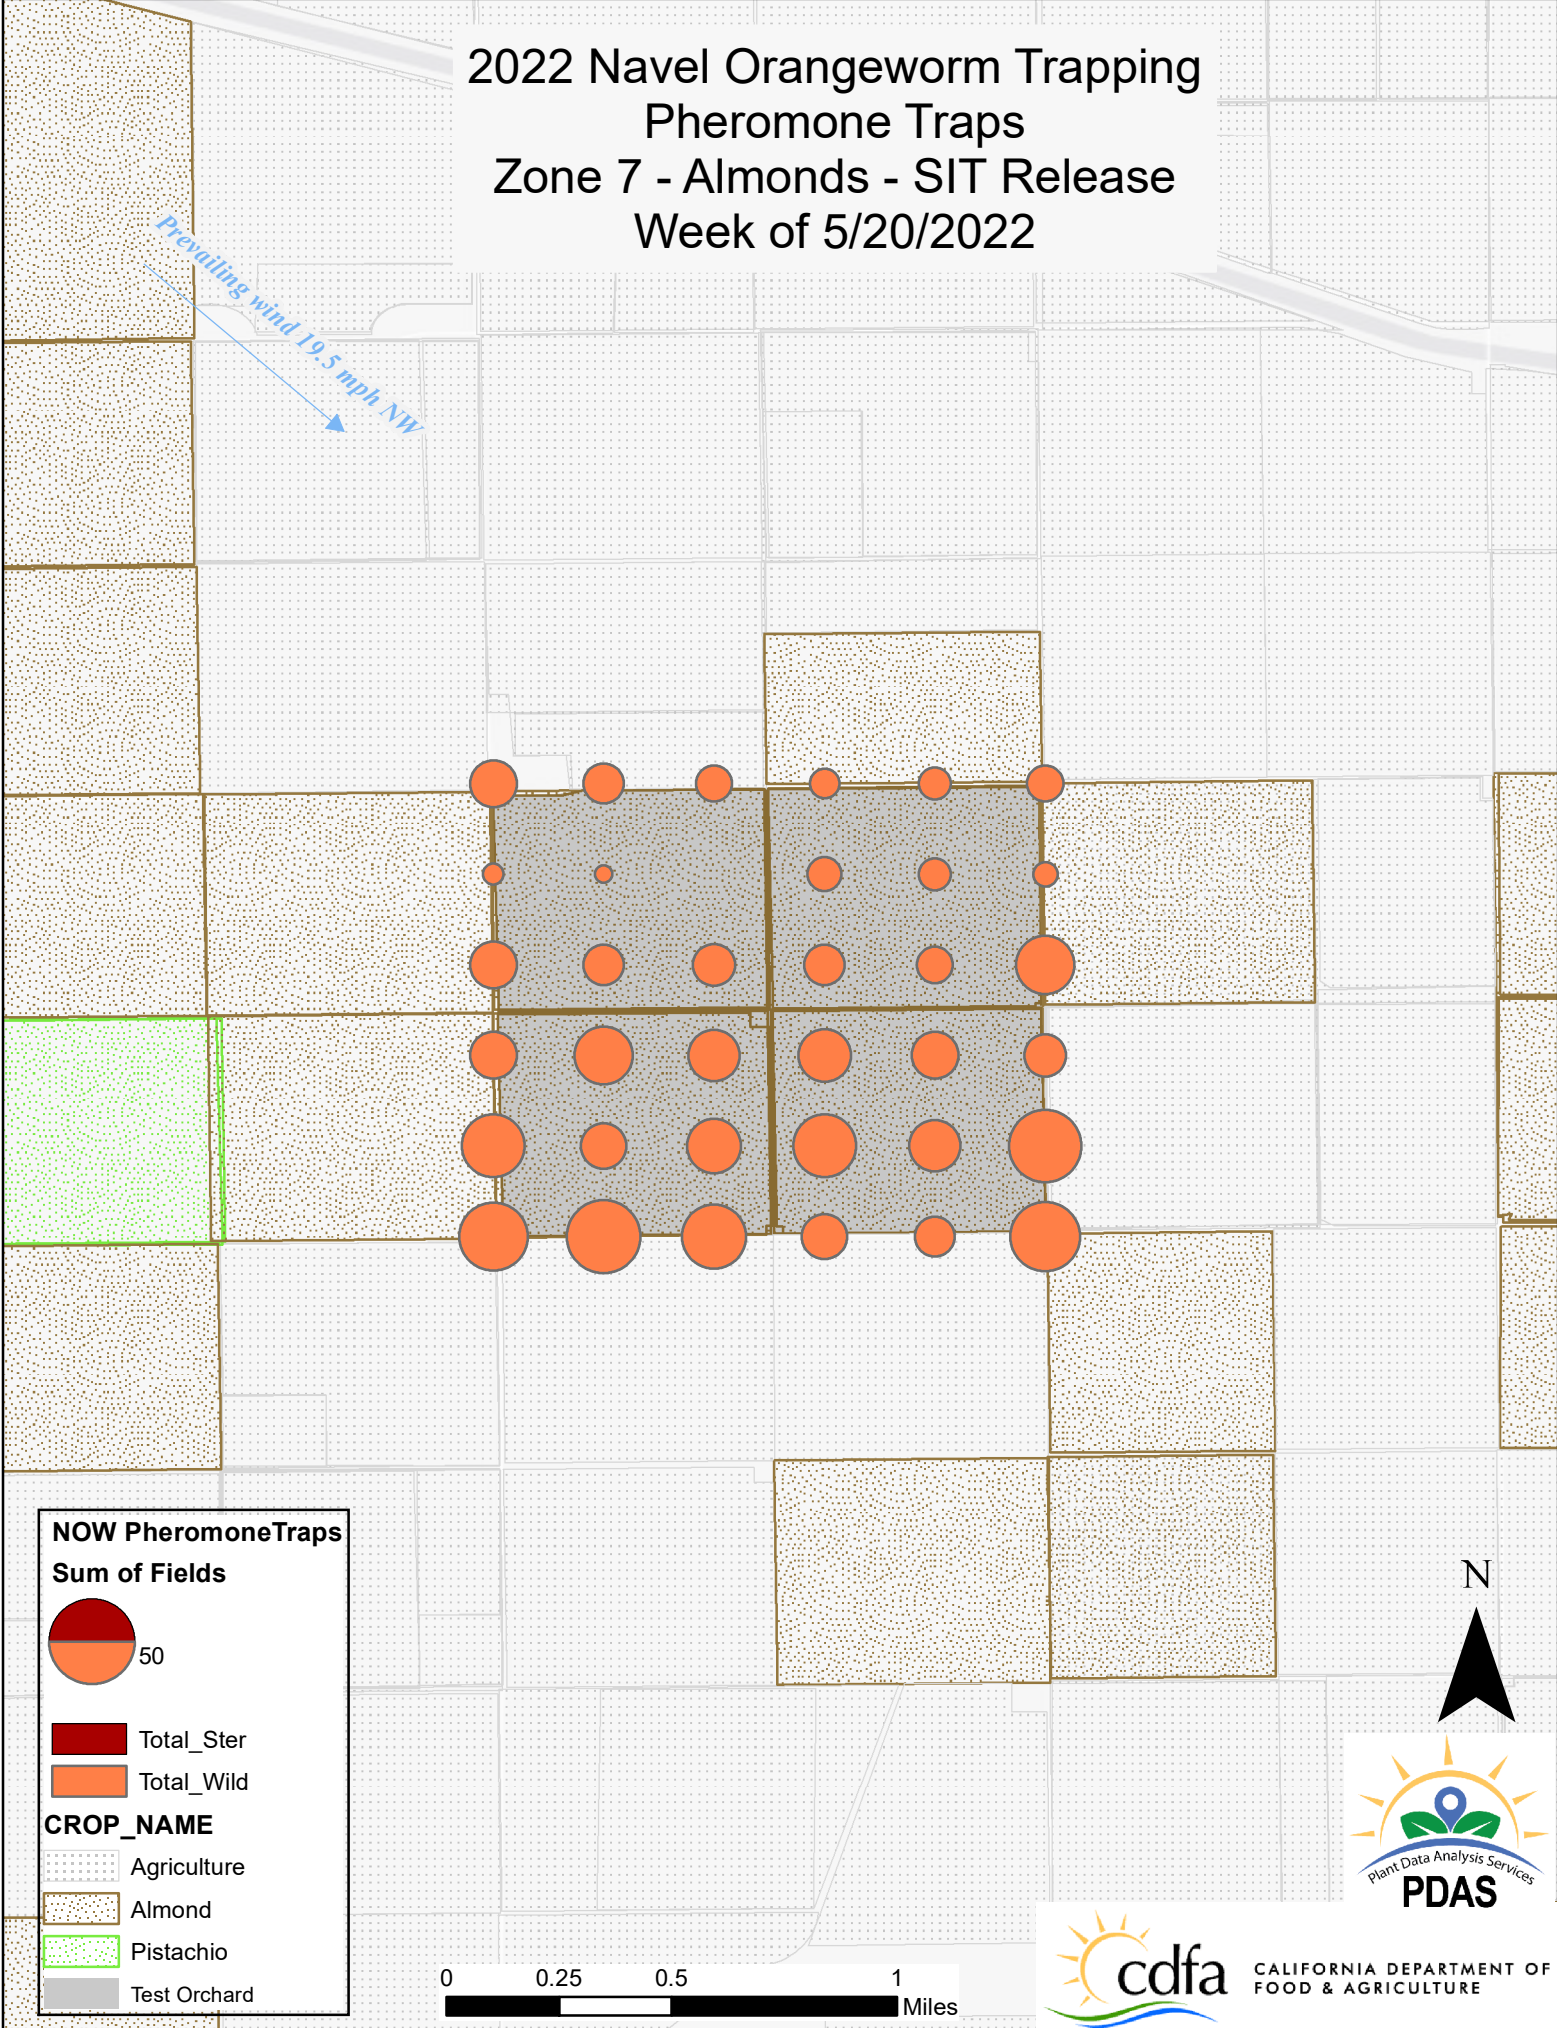 2022 Navel Orangeworm Trapping
Pheromone Traps
Zone 7 - Almonds - SIT Release
Week of 5/20/2022
Prevailing wind 19.5 mph NW
NOW PheromoneTraps
Sum of Fields
50
Total_Ster
Total_Wild
CROP_NAME
Agriculture
Almond
Pistachio
Test Orchard
0 0.25 0.5 1
Miles
N
Plant Data Analysis Services
PDAS
cdfa
CALIFORNIA DEPARTMENT OF
FOOD & AGRICULTURE